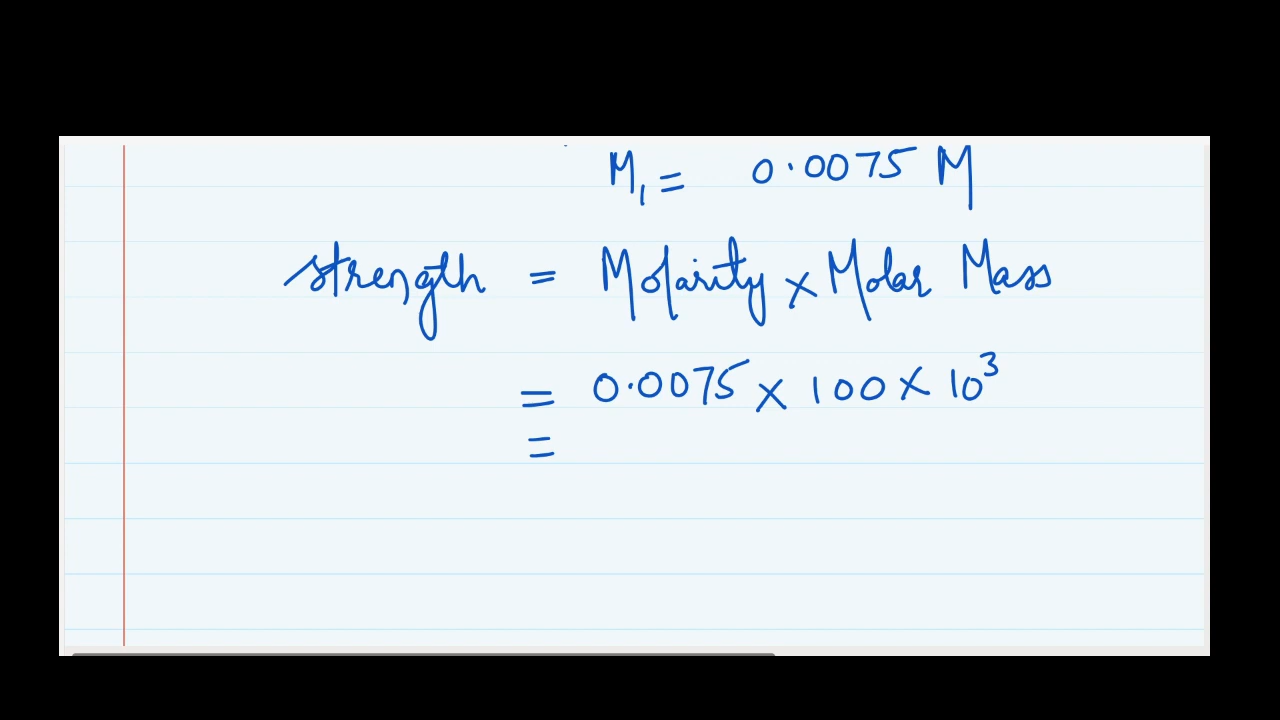 M₁ = 0.0075 M
strength = Molarity × Molar Mass
= 0.0075 × 100 × 10³
=